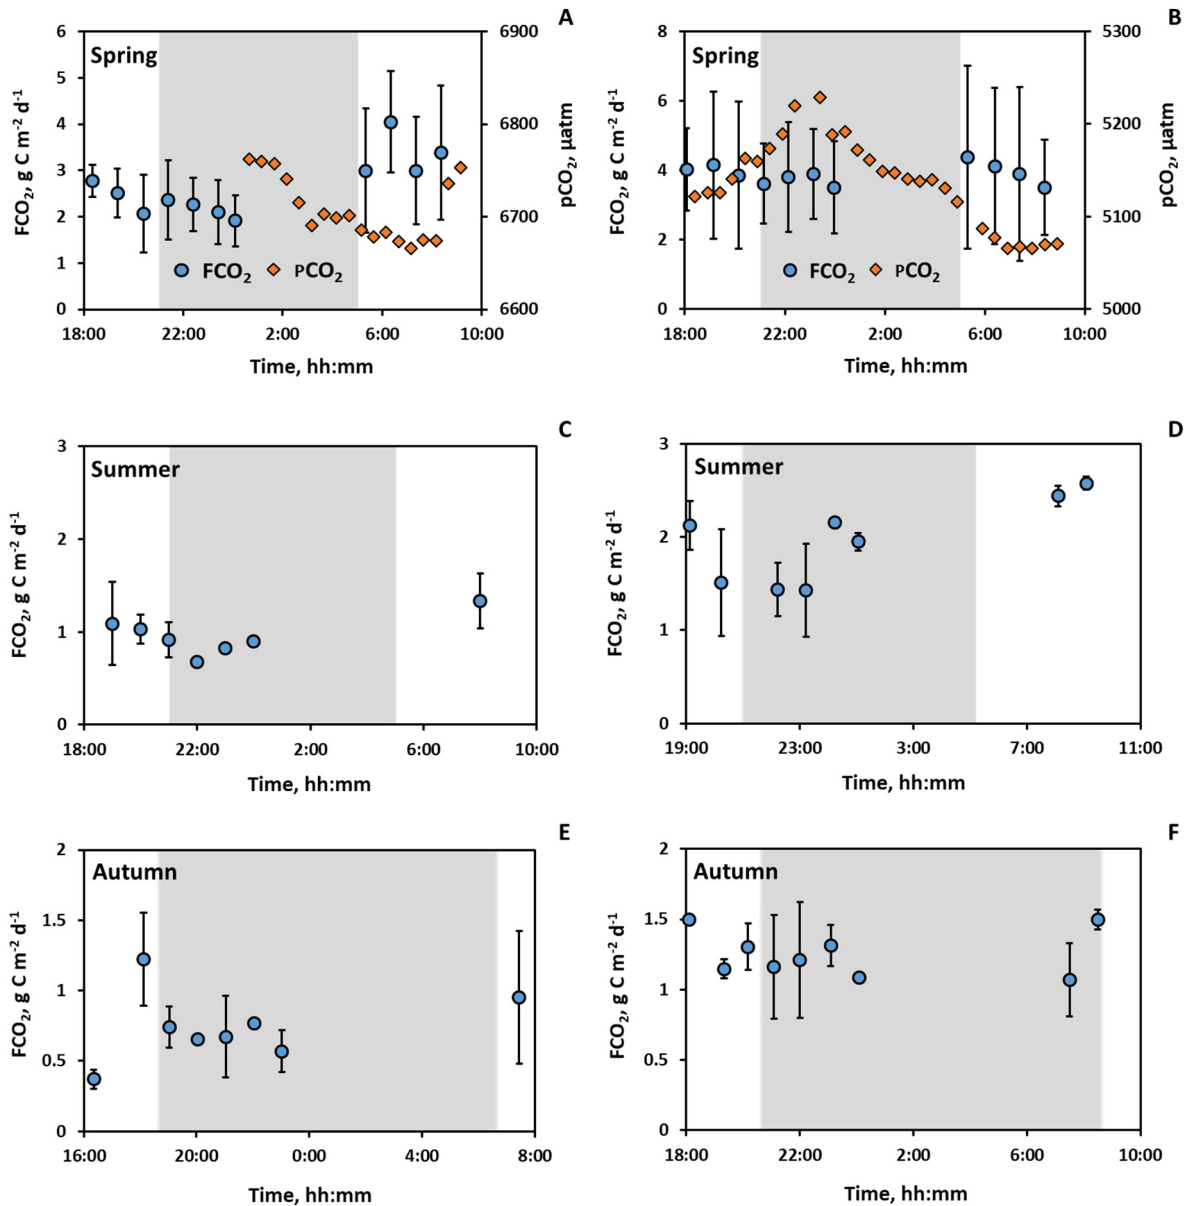 A
Spring
FCO2, g C m-2 d-1
6
5
4
3
2
1
0
6900
6800
6700
6600
pCO2, µatm
FCO2 PCO2
18:00 22:00 2:00 6:00 10:00
Time, hh:mm
B
Spring
FCO2, g C m-2 d-1
8
6
4
2
0
5300
5200
5100
5000
pCO2, µatm
FCO2 PCO2
18:00 22:00 2:00 6:00 10:00
Time, hh:mm
C
Summer
FCO2, g C m-2 d-1
3
2
1
0
18:00 22:00 2:00 6:00 10:00
Time, hh:mm
D
Summer
FCO2, g C m-2 d-1
3
2
1
0
19:00 23:00 3:00 7:00 11:00
Time, hh:mm
E
Autumn
FCO2, g C m-2 d-1
2
1.5
1
0.5
0
16:00 20:00 0:00 4:00 8:00
Time, hh:mm
F
Autumn
FCO2, g C m-2 d-1
2
1.5
1
0.5
0
18:00 22:00 2:00 6:00 10:00
Time, hh:mm